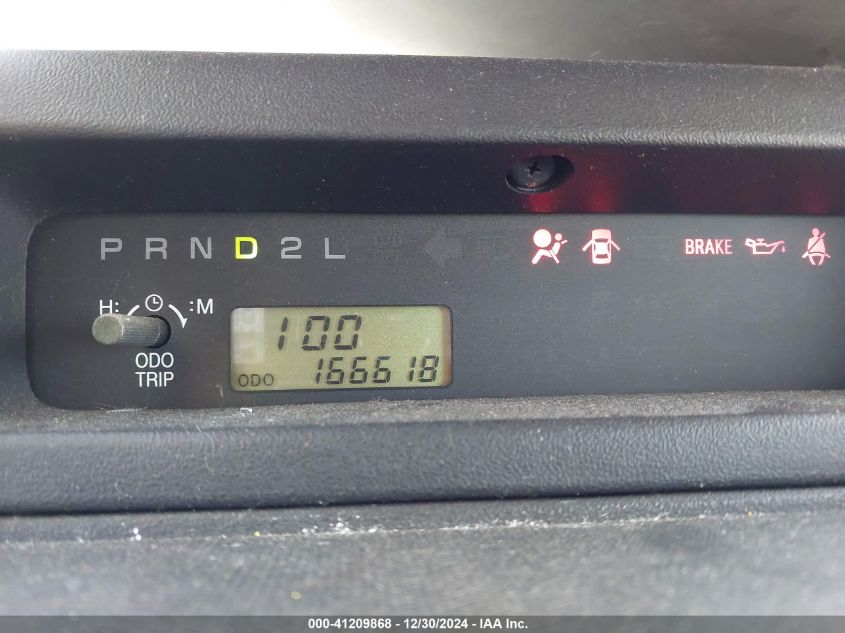 P R N D 2 L BRAKE
H: :M
100
ODO 166618
ODO
TRIP
000-41209868 - 12/30/2024 - IAA Inc.